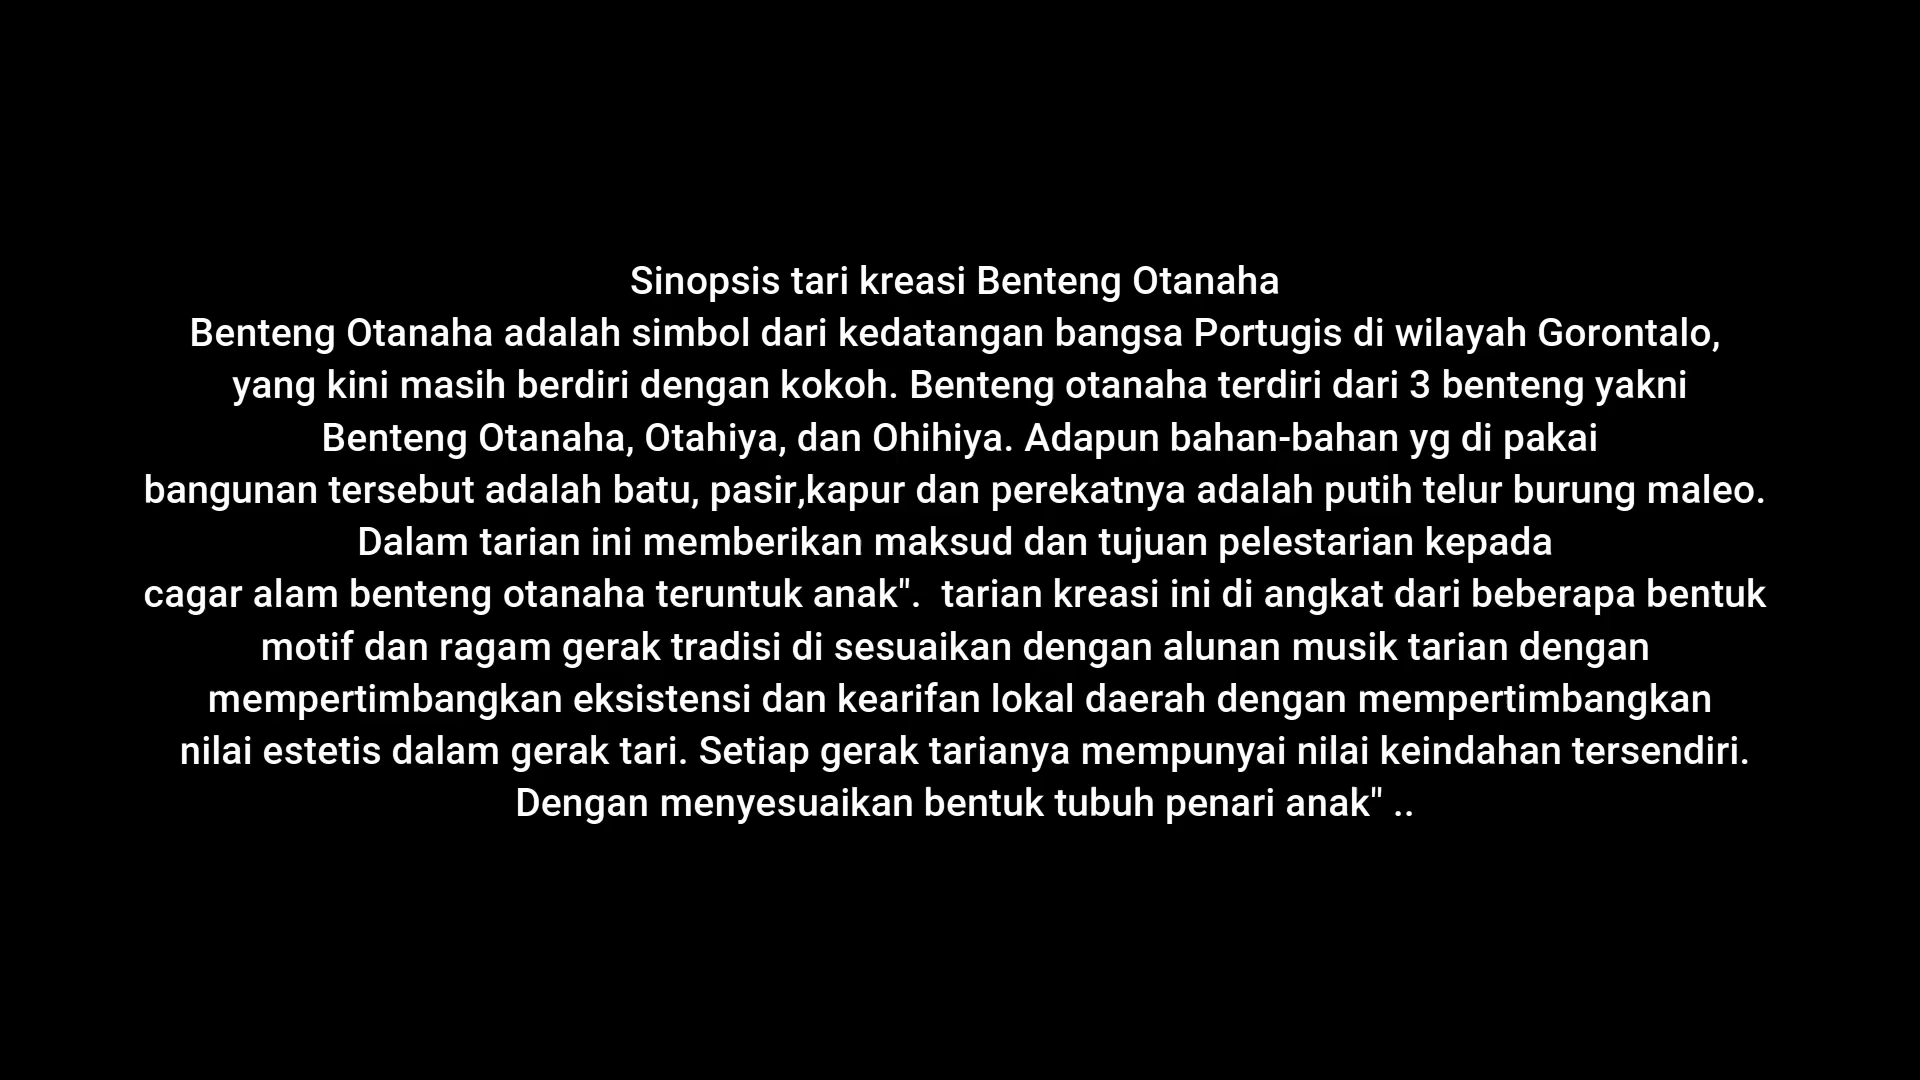 Sinopsis tari kreasi Benteng Otanaha
Benteng Otanaha adalah simbol dari kedatangan bangsa Portugis di wilayah Gorontalo,
yang kini masih berdiri dengan kokoh. Benteng otanaha terdiri dari 3 benteng yakni
Benteng Otanaha, Otahiya, dan Ohihiya. Adapun bahan-bahan yg di pakai
bangunan tersebut adalah batu, pasir,kapur dan perekatnya adalah putih telur burung maleo.
Dalam tarian ini memberikan maksud dan tujuan pelestarian kepada
cagar alam benteng otanaha teruntuk anak".  tarian kreasi ini di angkat dari beberapa bentuk
motif dan ragam gerak tradisi di sesuaikan dengan alunan musik tarian dengan
mempertimbangkan eksistensi dan kearifan lokal daerah dengan mempertimbangkan
nilai estetis dalam gerak tari. Setiap gerak tarianya mempunyai nilai keindahan tersendiri.
Dengan menyesuaikan bentuk tubuh penari anak" ..